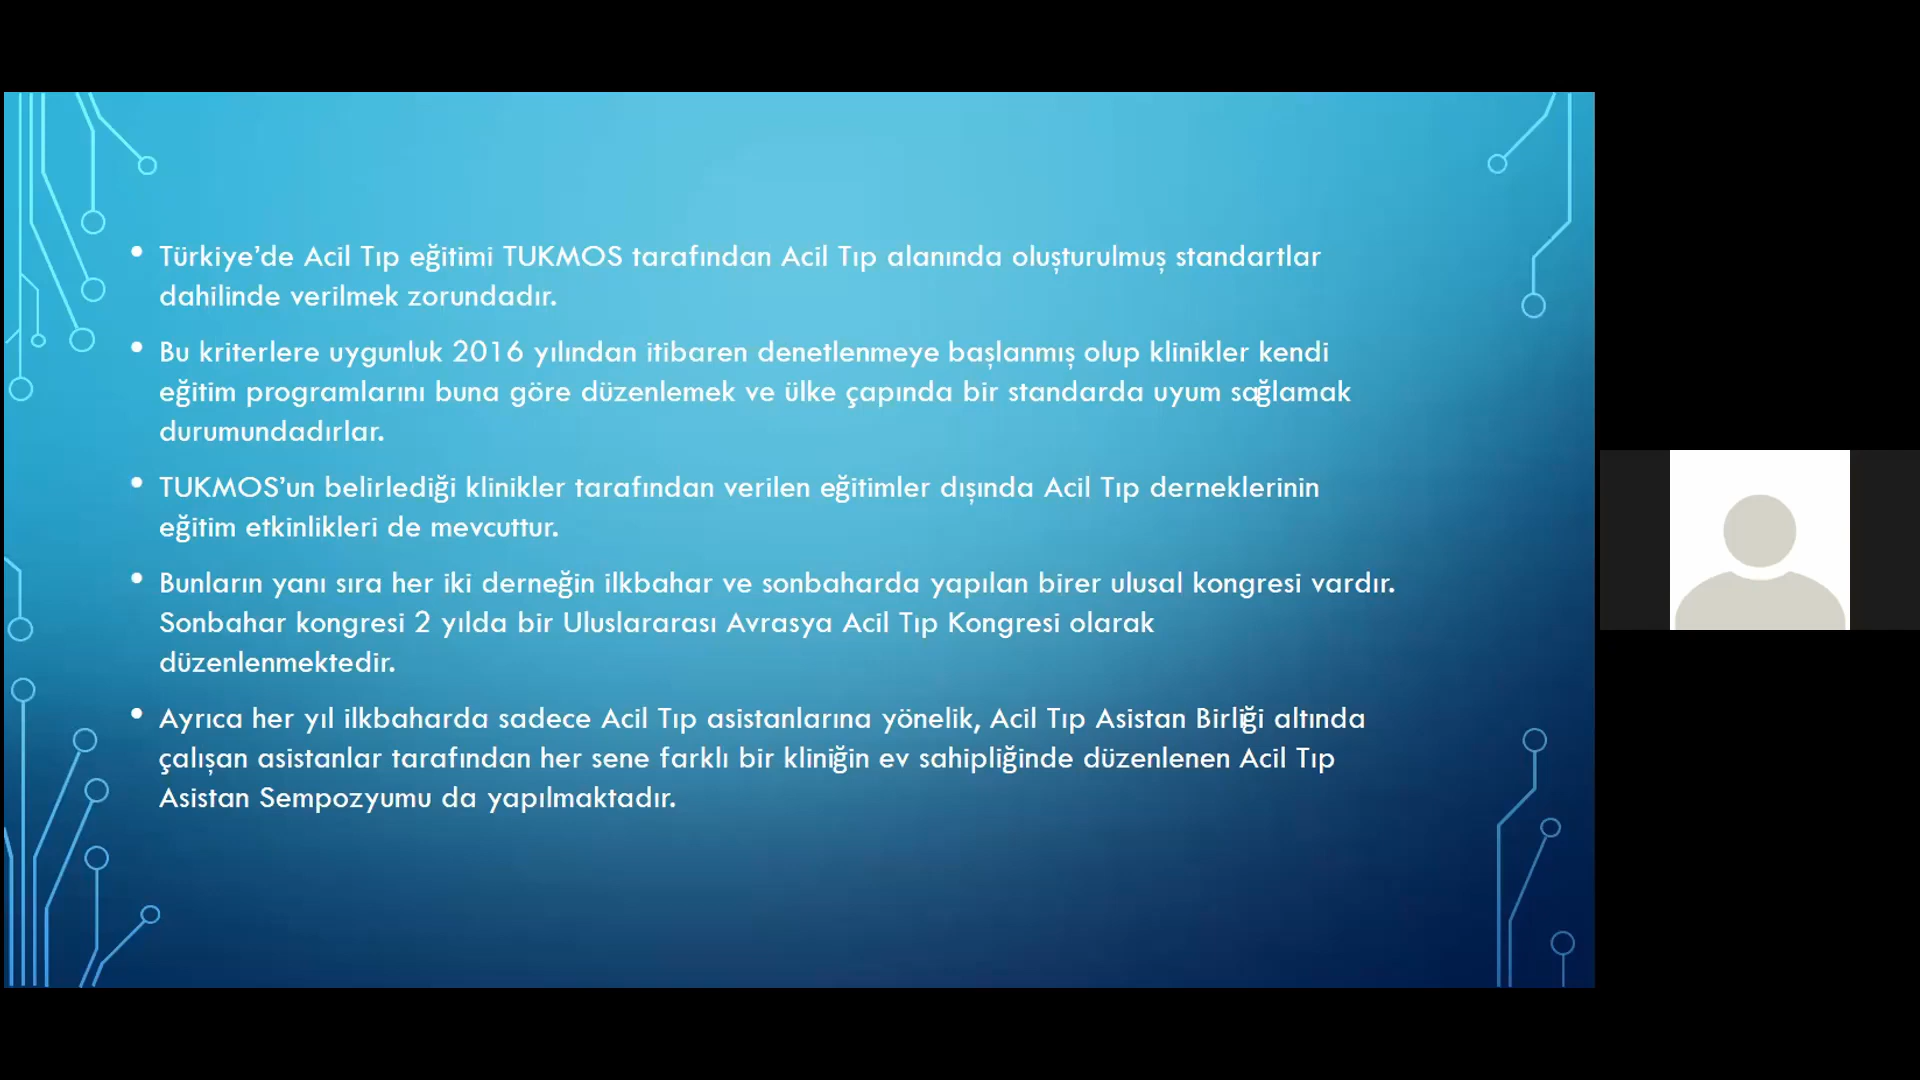 • Türkiye’de Acil Tıp eğitimi TUKMOS tarafından Acil Tıp alanında oluşturulmuş standartlar
dahilinde verilmek zorundadır.
• Bu kriterlere uygunluk 2016 yılından itibaren denetlenmeye başlanmış olup klinikler kendi
eğitim programlarını buna göre düzenlemek ve ülke çapında bir standarda uyum sağlamak
durumundadırlar.
• TUKMOS’un belirlediği klinikler tarafından verilen eğitimler dışında Acil Tıp derneklerinin
eğitim etkinlikleri de mevcuttur.
• Bunların yanı sıra her iki derneğin ilkbahar ve sonbaharda yapılan birer ulusal kongresi vardır.
Sonbahar kongresi 2 yılda bir Uluslararası Avrasya Acil Tıp Kongresi olarak
düzenlenmektedir.
• Ayrıca her yıl ilkbaharda sadece Acil Tıp asistanlarına yönelik, Acil Tıp Asistan Birliği altında
çalışan asistanlar tarafından her sene farklı bir kliniğin ev sahipliğinde düzenlenen Acil Tıp
Asistan Sempozyumu da yapılmaktadır.